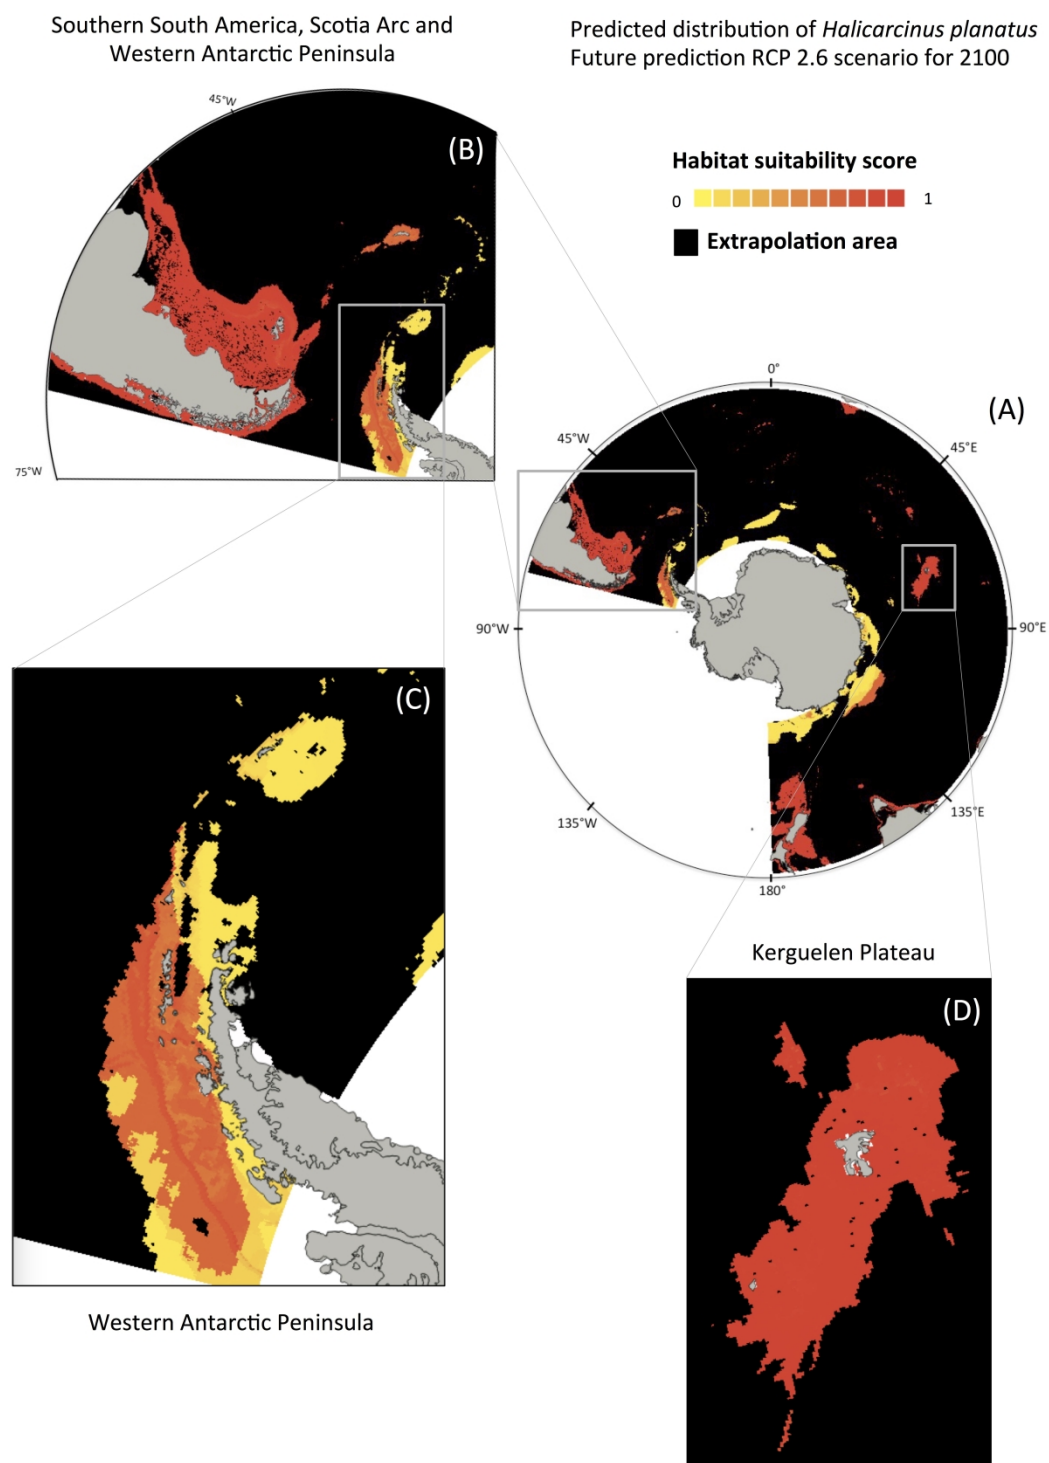 Southern South America, Scotia Arc and
Western Antarctic Peninsula
Predicted distribution of Halicarcinus planatus
Future prediction RCP 2.6 scenario for 2100
45°W
(B)
75°W
Habitat suitability score
0 1
Extrapolation area
0°
(A)
45°W
45°E
90°W
90°E
135°W
135°E
180°
(C)
Western Antarctic Peninsula
Kerguelen Plateau
(D)